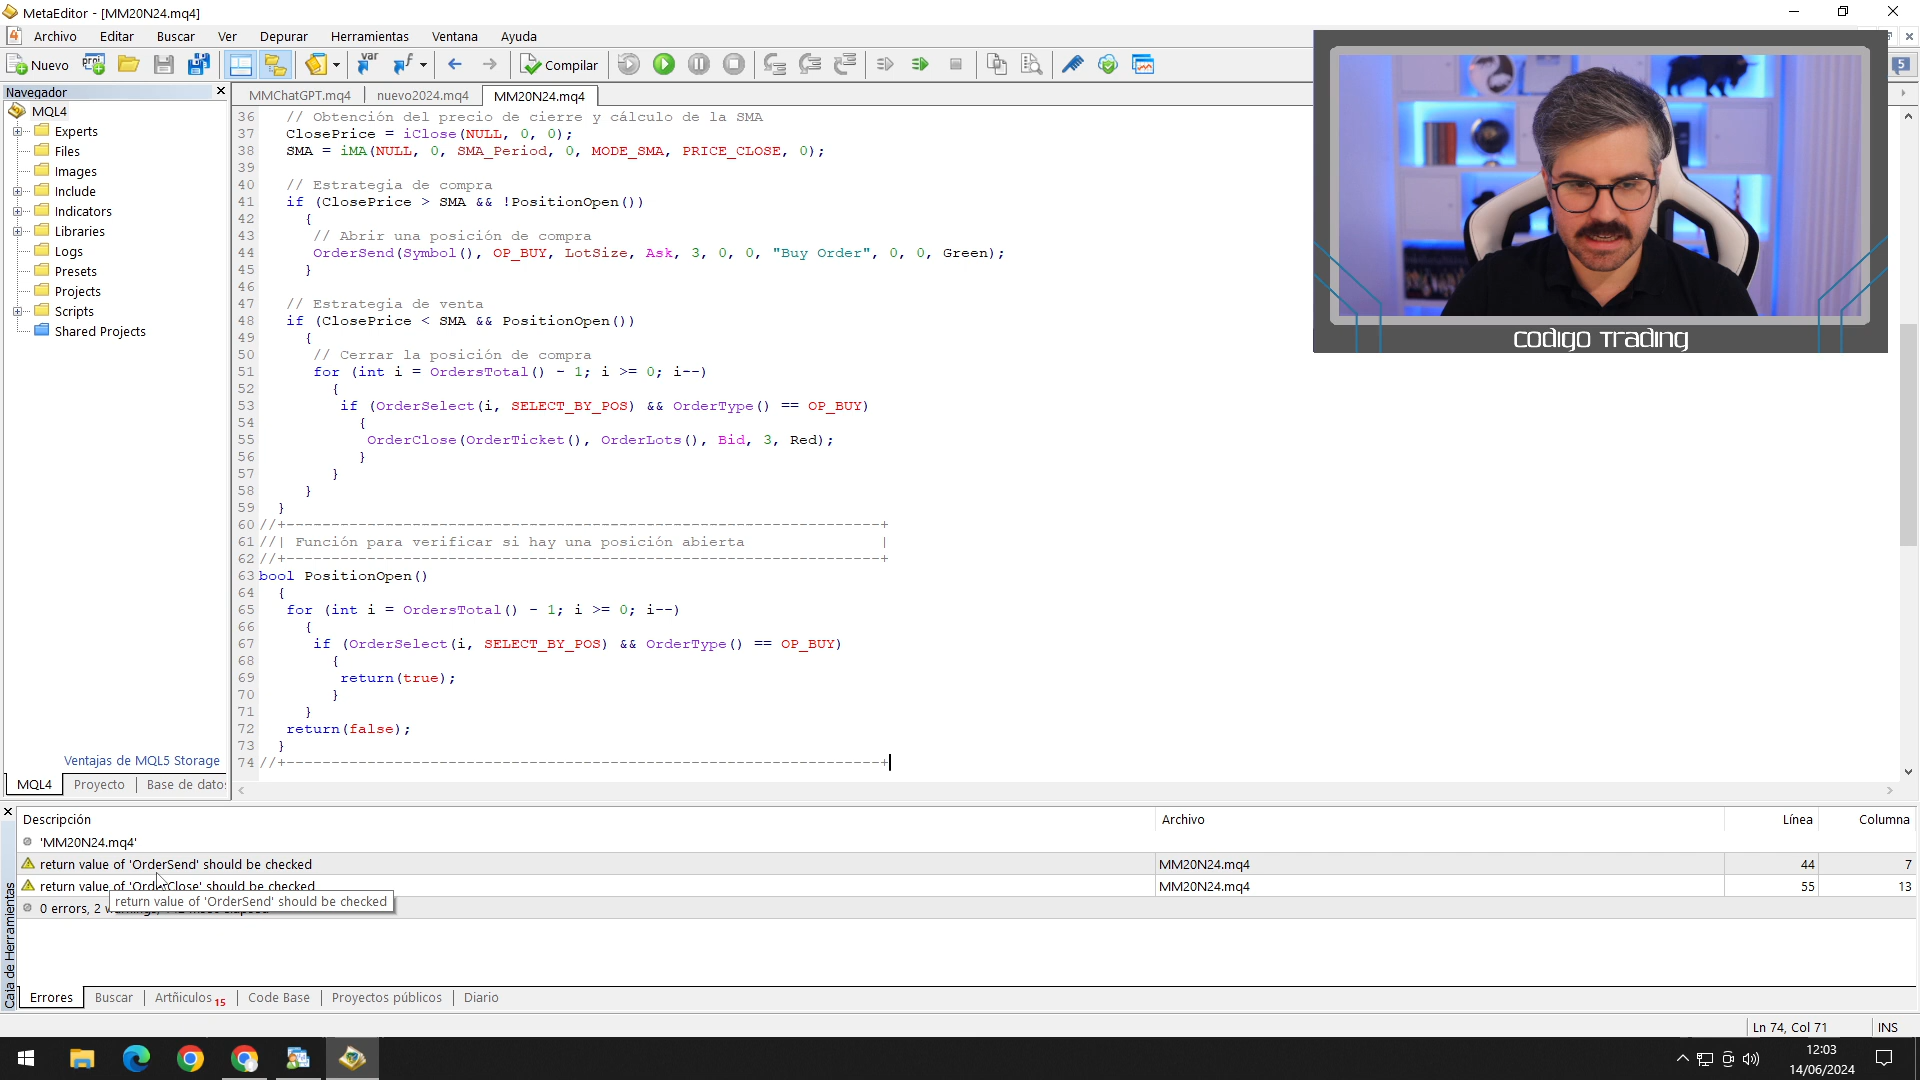 MetaEditor - [MM20N24.mq4]
Archivo Editar Buscar Ver Depurar Herramientas Ventana Ayuda
Nuevo Compilar 5
Navegador
MQL4
Experts
Files
Images
Include
Indicators
Libraries
Logs
Presets
Projects
Scripts
Shared Projects
Ventajas de MQL5 Storage
MQL4 Proyecto Base de dato
MMChatGPT.mq4 nuevo2024.mq4 MM20N24.mq4
36 // Obtención del precio de cierre y cálculo de la SMA
37 ClosePrice = iClose(NULL, 0, 0);
38 SMA = iMA(NULL, 0, SMA_Period, 0, MODE_SMA, PRICE_CLOSE, 0);
39
40 // Estrategia de compra
41 if (ClosePrice > SMA && !PositionOpen())
42 {
43 // Abrir una posición de compra
44 OrderSend(Symbol(), OP_BUY, LotSize, Ask, 3, 0, 0, "Buy Order", 0, 0, Green);
45 }
46
47 // Estrategia de venta
48 if (ClosePrice < SMA && PositionOpen())
49 {
50 // Cerrar la posición de compra
51 for (int i = OrdersTotal() - 1; i >= 0; i--)
52 {
53 if (OrderSelect(i, SELECT_BY_POS) && OrderType() == OP_BUY)
54 {
55 OrderClose(OrderTicket(), OrderLots(), Bid, 3, Red);
56 }
57 }
58 }
59 }
60 //+------------------------------------------------------------------+
61 //| Función para verificar si hay una posición abierta |
62 //+------------------------------------------------------------------+
63 bool PositionOpen()
64 {
65 for (int i = OrdersTotal() - 1; i >= 0; i--)
66 {
67 if (OrderSelect(i, SELECT_BY_POS) && OrderType() == OP_BUY)
68 {
69 return(true);
70 }
71 }
72 return(false);
73 }
74 //+------------------------------------------------------------------+
CODIGO TRADING
Descripción Archivo Línea Columna
'MM20N24.mq4'
return value of 'OrderSend' should be checked MM20N24.mq4 44 7
return value of 'OrderClose' should be checked MM20N24.mq4 55 13
return value of 'OrderSend' should be checked
0 errors, 2
Caja de Herramientas
Errores Buscar Artñiculos 15 Code Base Proyectos públicos Diario
Ln 74, Col 71 INS
12:03
14/06/2024